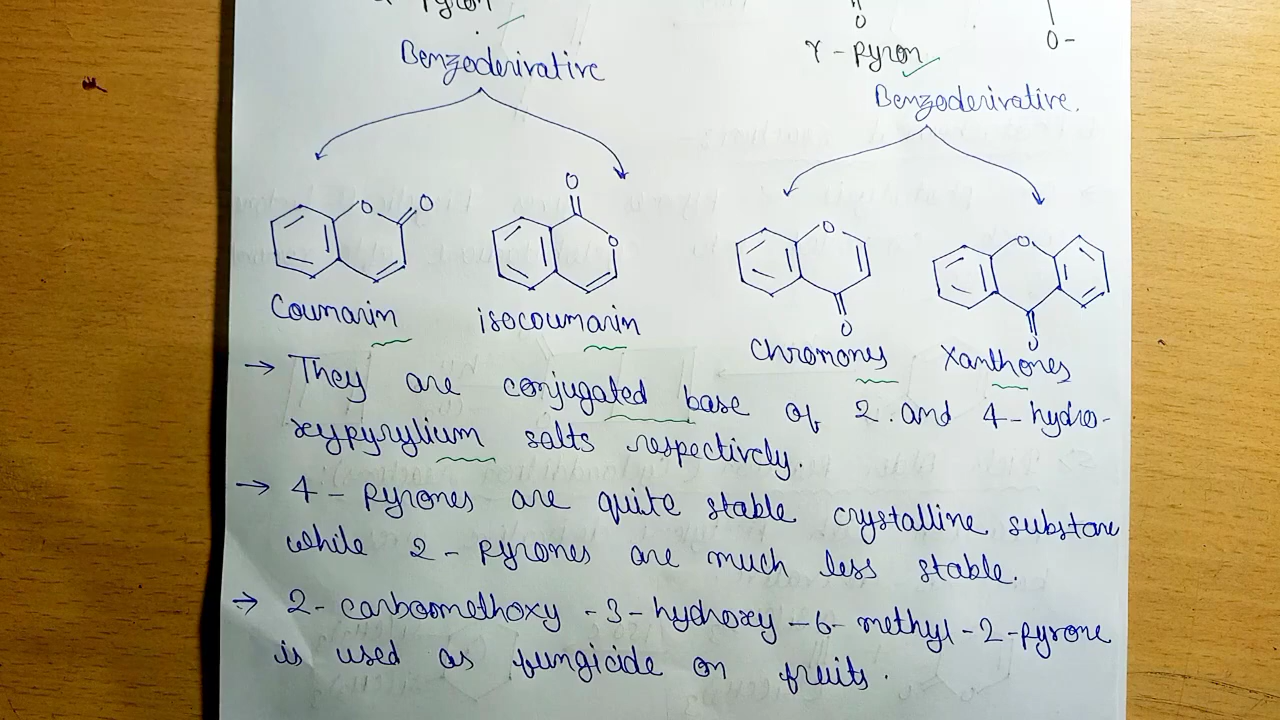 Pyron
O
γ - Pyron
O-
Benzoderivative
Benzoderivative.
O O
O O
O O
O O
Coumarin isocoumarin
Chromones Xanthones
→ They are conjugated base of 2 and 4-hydro-
xypyrylium salts respectively.
→ 4 - Pyrones are quite stable crystalline substan
while 2 - pyrones are much less stable.
→ 2- carbomethoxy -3-hydroxy -6- methyl -2-pyrone
is used as fungicide on fruits.